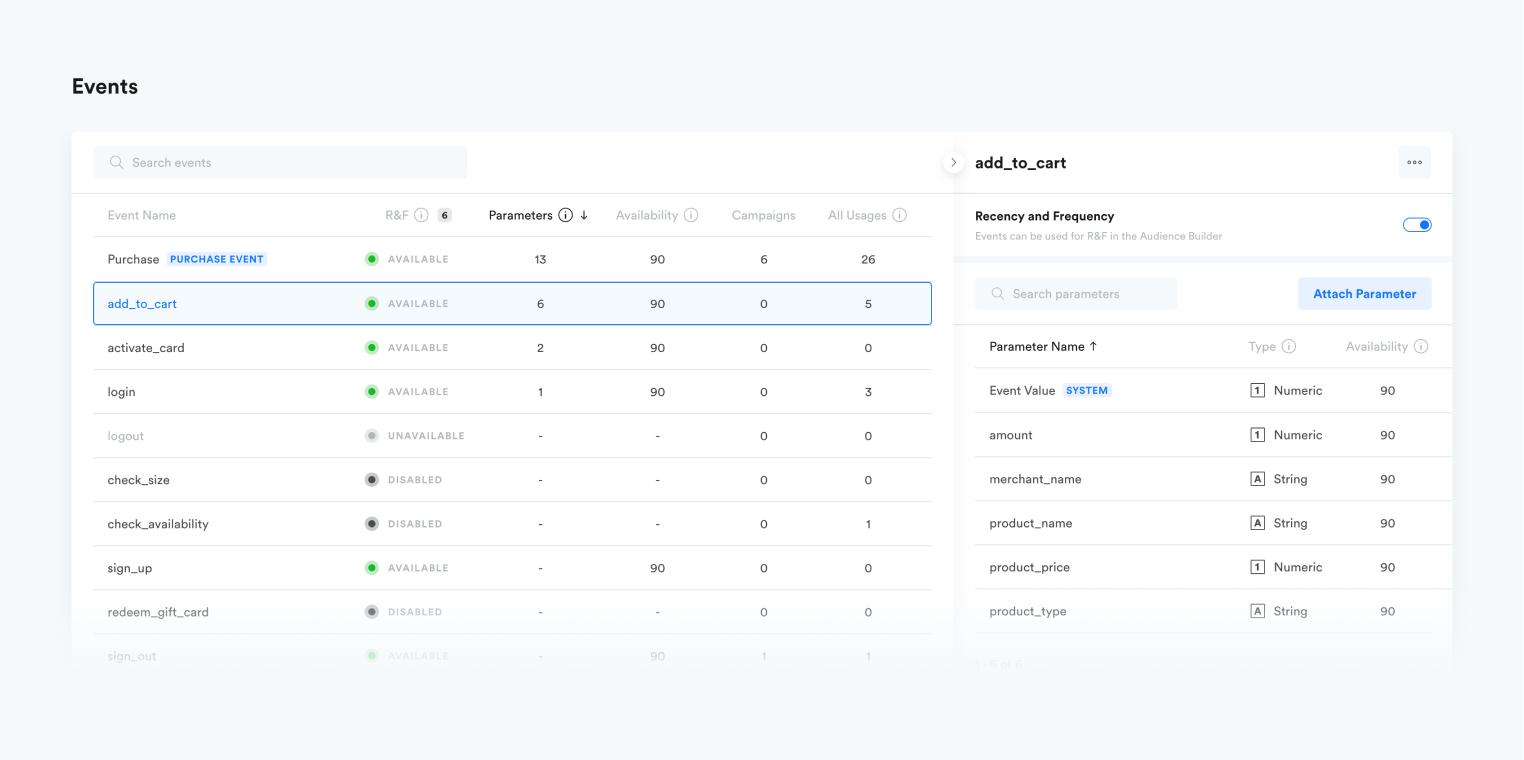 Events
Search events
Event Name R&F 6 Parameters ↓ Availability Campaigns All Usages
Purchase PURCHASE EVENT AVAILABLE 13 90 6 26
add_to_cart AVAILABLE 6 90 0 5
activate_card AVAILABLE 2 90 0 0
login AVAILABLE 1 90 0 3
logout UNAVAILABLE - - 0 0
check_size DISABLED - - 0 0
check_availability DISABLED - - 0 1
sign_up AVAILABLE - 90 0 0
redeem_gift_card DISABLED - - 0 0
sign_out AVAILABLE - 90 1 1
add_to_cart
Recency and Frequency
Events can be used for R&F in the Audience Builder
Search parameters Attach Parameter
Parameter Name ↑ Type Availability
Event Value SYSTEM 1 Numeric 90
amount 1 Numeric 90
merchant_name A String 90
product_name A String 90
product_price 1 Numeric 90
product_type A String 90
1 - 6 of 6